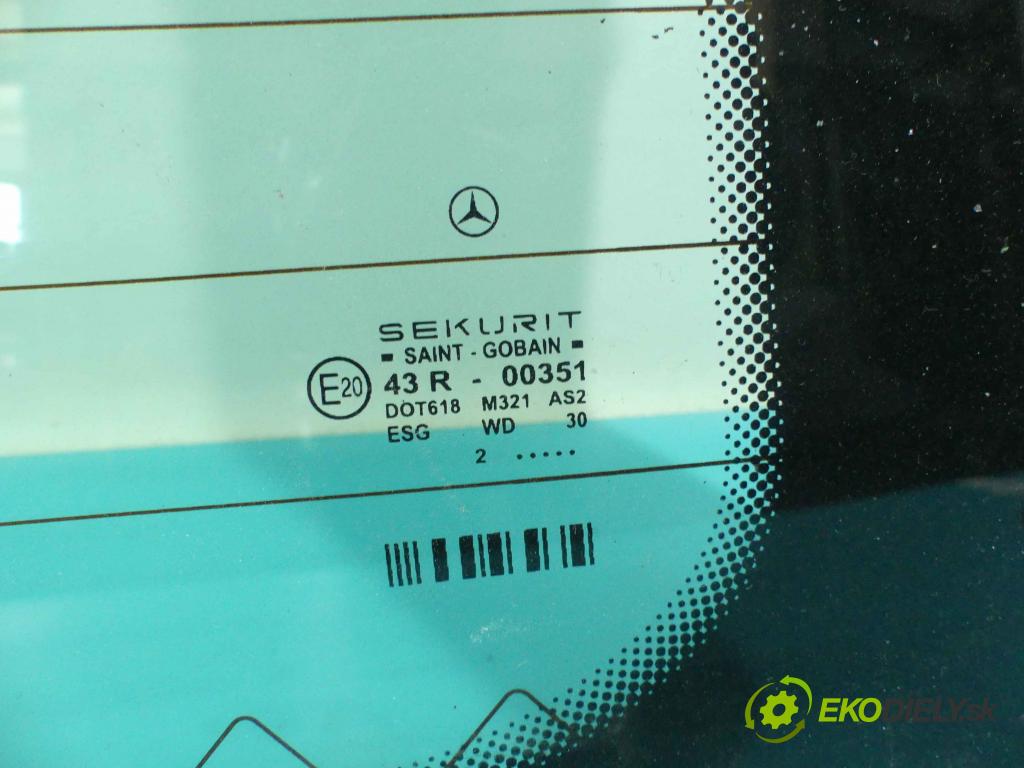 SEKURIT
SAINT - GOBAIN
E20
43 R - 00351
DOT618 M321 AS2
ESG WD 30
2 .....
EKODIELY.sk